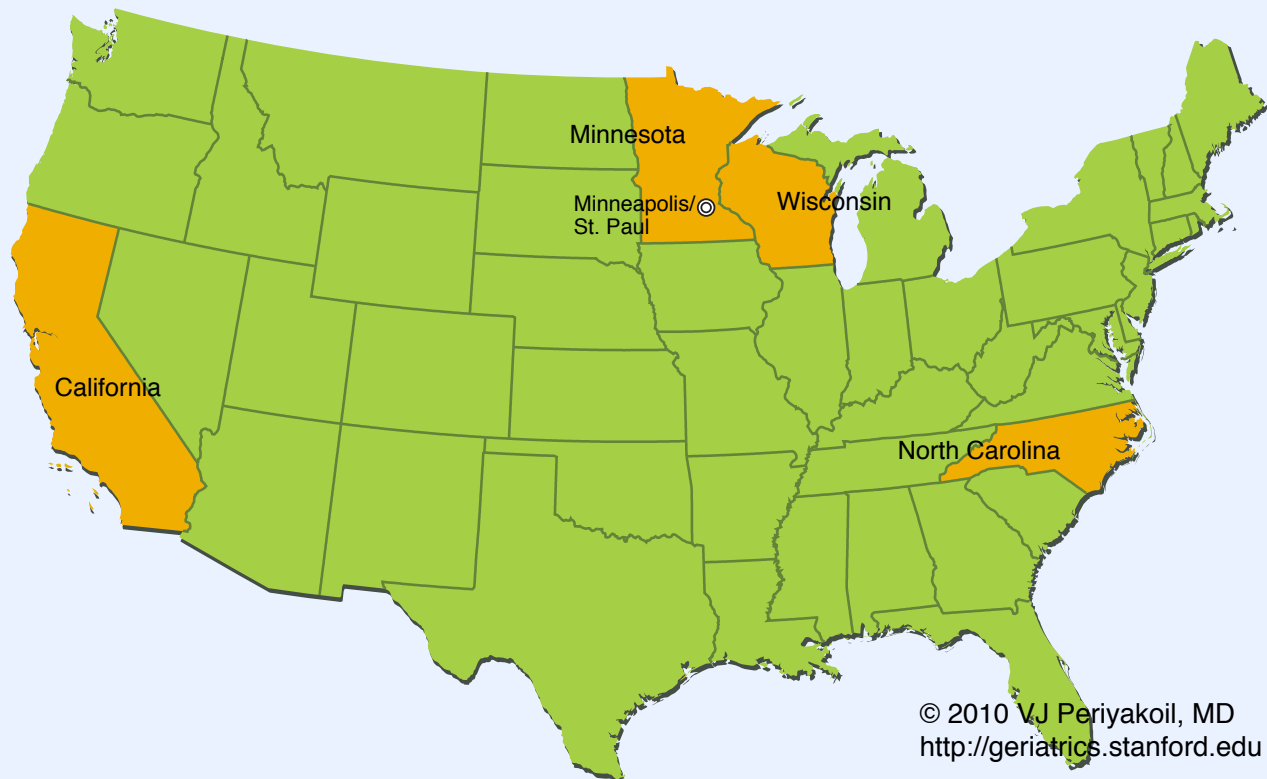 Minnesota
Minneapolis/
St. Paul
Wisconsin
California
North Carolina
© 2010 VJ Periyakoil, MD
http://geriatrics.stanford.edu